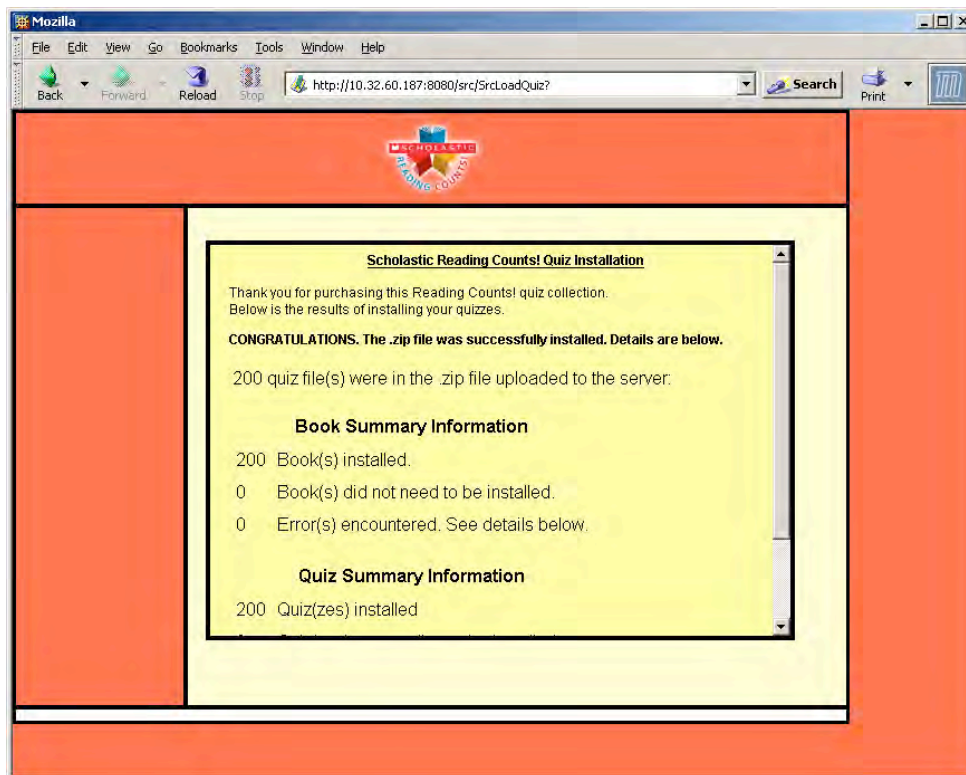 Mozilla
File Edit View Go Bookmarks Tools Window Help
Back Forward Reload Stop http://10.32.60.187:8080/src/SrcLoadQuiz? Search Print
SCHOLASTIC
READING COUNTS!
Scholastic Reading Counts! Quiz Installation
Thank you for purchasing this Reading Counts! quiz collection.
Below is the results of installing your quizzes.
CONGRATULATIONS. The .zip file was successfully installed. Details are below.
200 quiz file(s) were in the .zip file uploaded to the server:
Book Summary Information
200 Book(s) installed.
0 Book(s) did not need to be installed.
0 Error(s) encountered. See details below.
Quiz Summary Information
200 Quiz(zes) installed